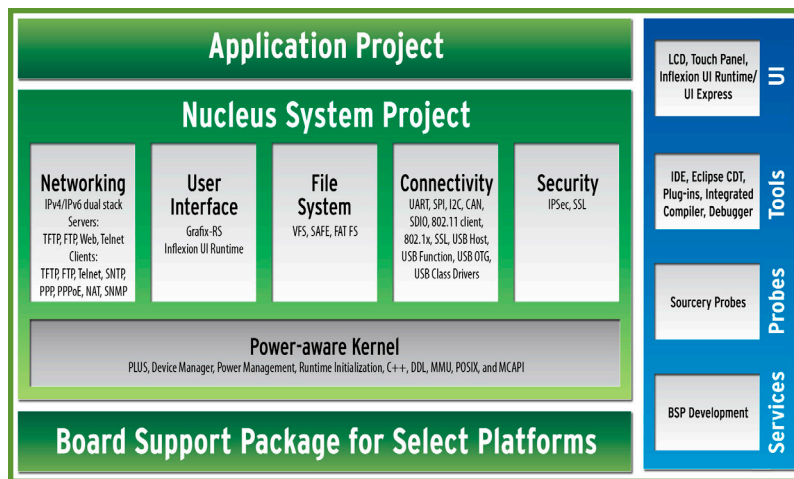 Application Project
Nucleus System Project
Networking
IPv4/IPv6 dual stack
Servers:
TFTP, FTP, Web, Telnet
Clients:
TFTP, FTP, Telnet, SNTP,
PPP, PPPoE, NAT, SNMP
User
Interface
Grafix-RS
Inflexion UI Runtime
File
System
VFS, SAFE, FAT FS
Connectivity
UART, SPI, I2C, CAN,
SDIO, 802.11 client,
802.1x, SSL, USB Host,
USB Function, USB OTG,
USB Class Drivers
Security
IPSec, SSL
Power-aware Kernel
PLUS, Device Manager, Power Management, Runtime Initialization, C++, DDL, MMU, POSIX, and MCAPI
Board Support Package for Select Platforms
LCD, Touch Panel,
Inflexion UI Runtime/
UI Express
UI
IDE, Eclipse CDT,
Plug-ins, Integrated
Compiler, Debugger
Tools
Sourcery Probes
Probes
BSP Development
Services